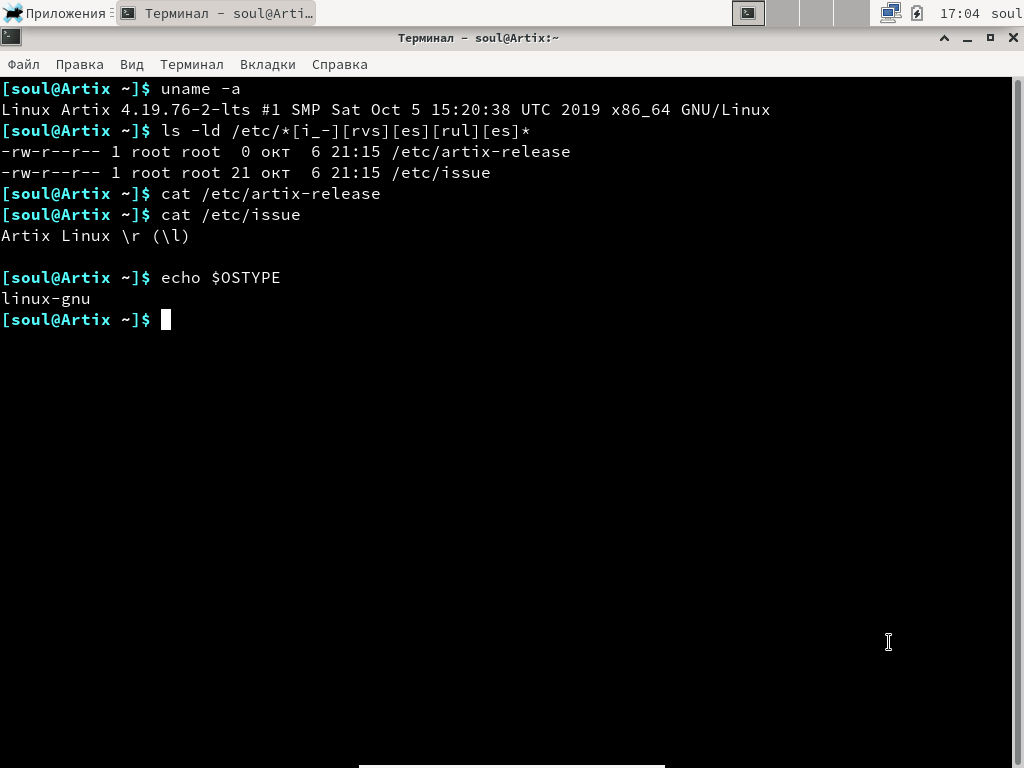 Приложения Терминал - soul@Arti... 17:04 soul
Терминал - soul@Artix:~
Файл Правка Вид Терминал Вкладки Справка
[soul@Artix ~]$ uname -a
Linux Artix 4.19.76-2-lts #1 SMP Sat Oct 5 15:20:38 UTC 2019 x86_64 GNU/Linux
[soul@Artix ~]$ ls -ld /etc/*[i_-][rvs][es][rul][es]*
-rw-r--r-- 1 root root  0 окт  6 21:15 /etc/artix-release
-rw-r--r-- 1 root root 21 окт  6 21:15 /etc/issue
[soul@Artix ~]$ cat /etc/artix-release
[soul@Artix ~]$ cat /etc/issue
Artix Linux \r (\l)
[soul@Artix ~]$ echo $OSTYPE
linux-gnu
[soul@Artix ~]$